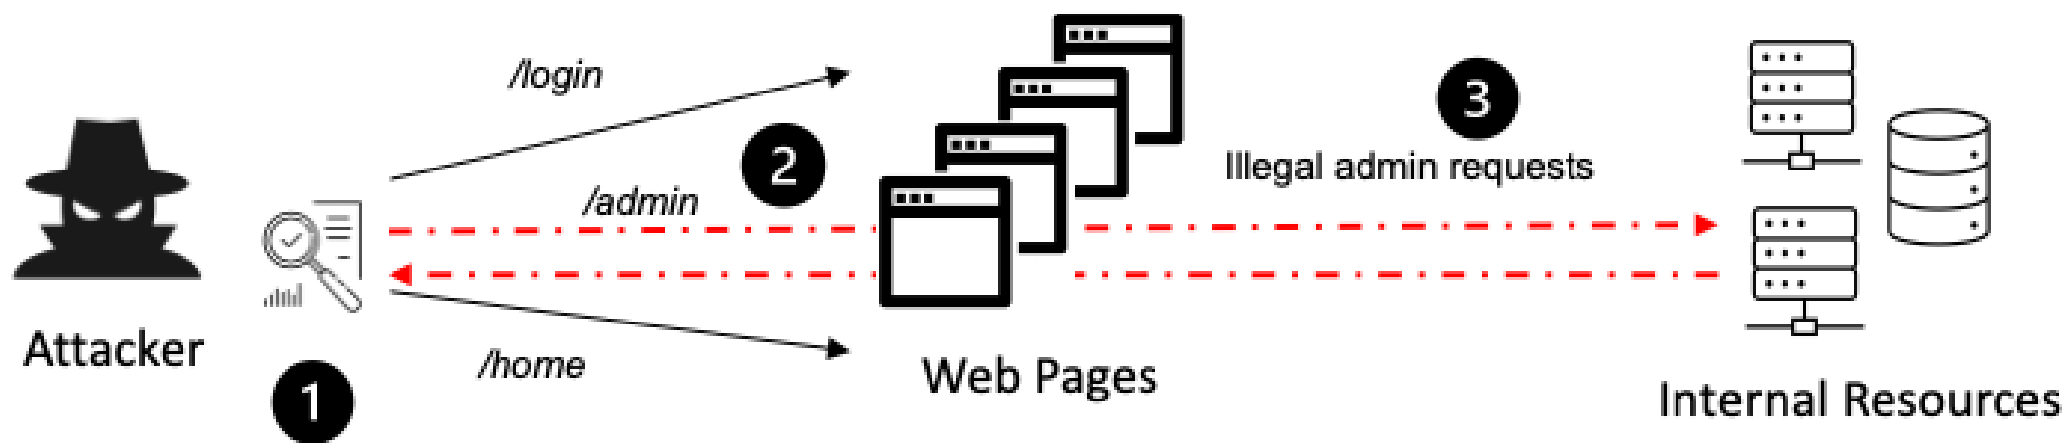 /login
3
2
Illegal admin requests
/admin
Attacker
/home
Web Pages
1
Internal Resources